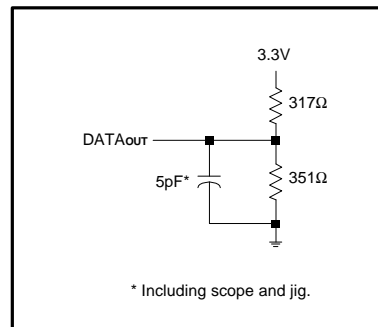 3.3V
317Ω
DATAOUT
5pF*
351Ω
* Including scope and jig.